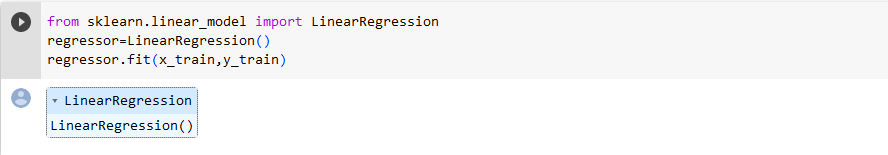 from sklearn.linear_model import LinearRegression
regressor=LinearRegression()
regressor.fit(x_train,y_train)
LinearRegression
LinearRegression()